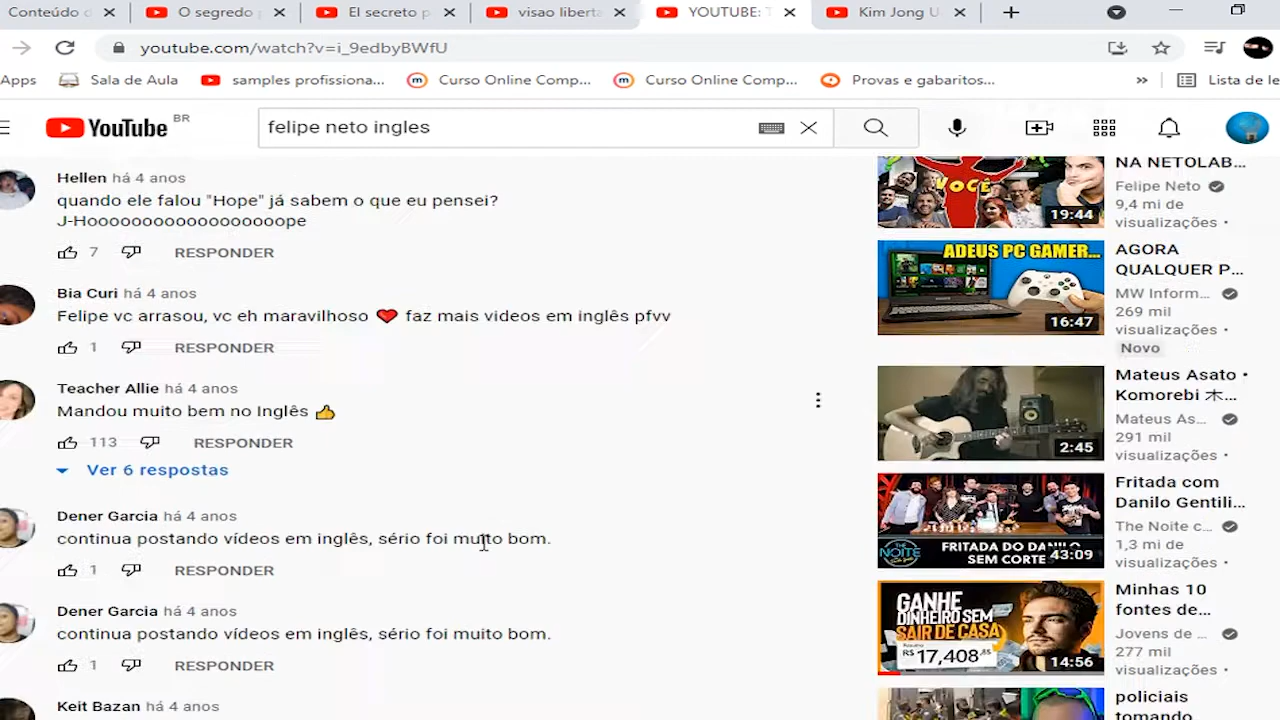 Conteúdo d
O segredo
El secreto p
visao liberta
YOUTUBE: T
Kim Jong U
youtube.com/watch?v=i_9edbyBWfU
Apps
Sala de Aula
samples profissiona...
Curso Online Comp...
Curso Online Comp...
Provas e gabaritos...
»
Lista de le
YouTube BR
felipe neto ingles
Hellen há 4 anos
quando ele falou "Hope" já sabem o que eu pensei?
J-Hooooooooooooooooope
7
RESPONDER
Bia Curi há 4 anos
Felipe vc arrasou, vc eh maravilhoso ❤ faz mais videos em inglês pfvv
1
RESPONDER
Teacher Allie há 4 anos
Mandou muito bem no Inglês 👍
113
RESPONDER
Ver 6 respostas
Dener Garcia há 4 anos
continua postando vídeos em inglês, sério foi muito bom.
1
RESPONDER
Dener Garcia há 4 anos
continua postando vídeos em inglês, sério foi muito bom.
1
RESPONDER
Keit Bazan há 4 anos
VOCÊ
19:44
NA NETOLAB...
Felipe Neto
9,4 mi de
visualizações •
ADEUS PC GAMER...
16:47
AGORA
QUALQUER P...
MW Inform...
269 mil
visualizações •
Novo
2:45
Mateus Asato •
Komorebi 木...
Mateus As...
291 mil
visualizações •
THE NOITE
FRITADA DO DANILO
SEM CORTE
43:09
Fritada com
Danilo Gentili...
The Noite c...
1,3 mi de
visualizações •
GANHE
DINHEIRO SEM
SAIR DE CASA
R$ 17,408,85
14:56
Minhas 10
fontes de...
Jovens de ...
277 mil
visualizações •
policiais
tomando